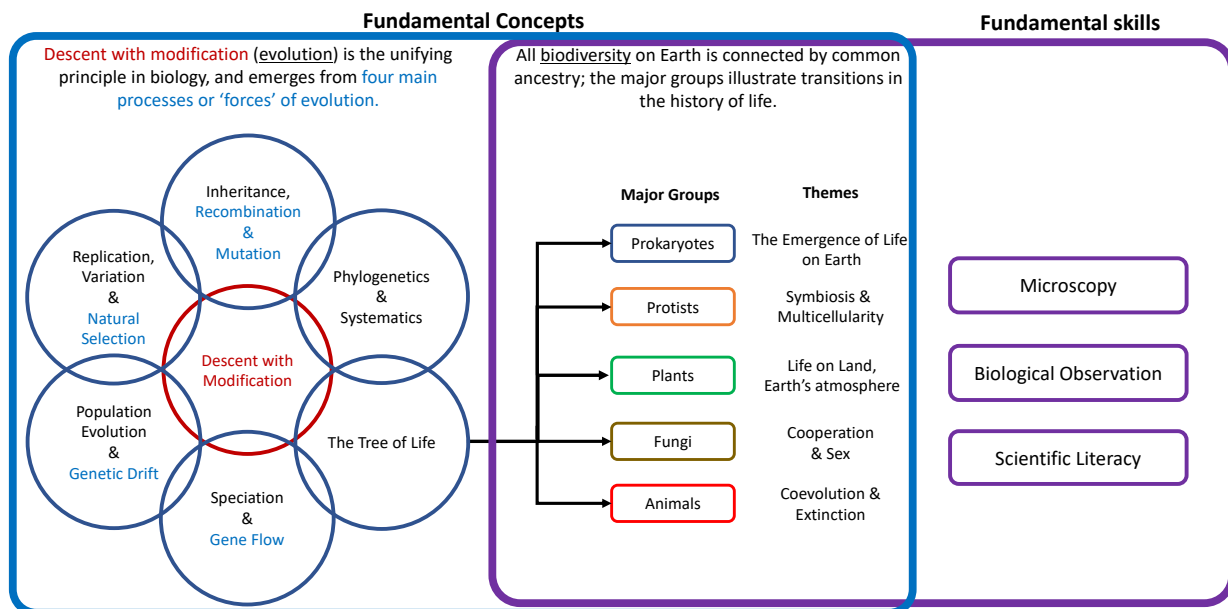 Fundamental Concepts
Fundamental skills
Descent with modification (evolution) is the unifying
principle in biology, and emerges from four main
processes or ‘forces’ of evolution.
All biodiversity on Earth is connected by common
ancestry; the major groups illustrate transitions in
the history of life.
Inheritance,
Recombination
&
Mutation
Replication,
Variation
&
Natural
Selection
Phylogenetics
&
Systematics
Descent with
Modification
Population
Evolution
&
Genetic Drift
The Tree of Life
Speciation
&
Gene Flow
Major Groups
Themes
Prokaryotes
The Emergence of Life
on Earth
Protists
Symbiosis &
Multicellularity
Plants
Life on Land,
Earth’s atmosphere
Fungi
Cooperation
& Sex
Animals
Coevolution &
Extinction
Microscopy
Biological Observation
Scientific Literacy